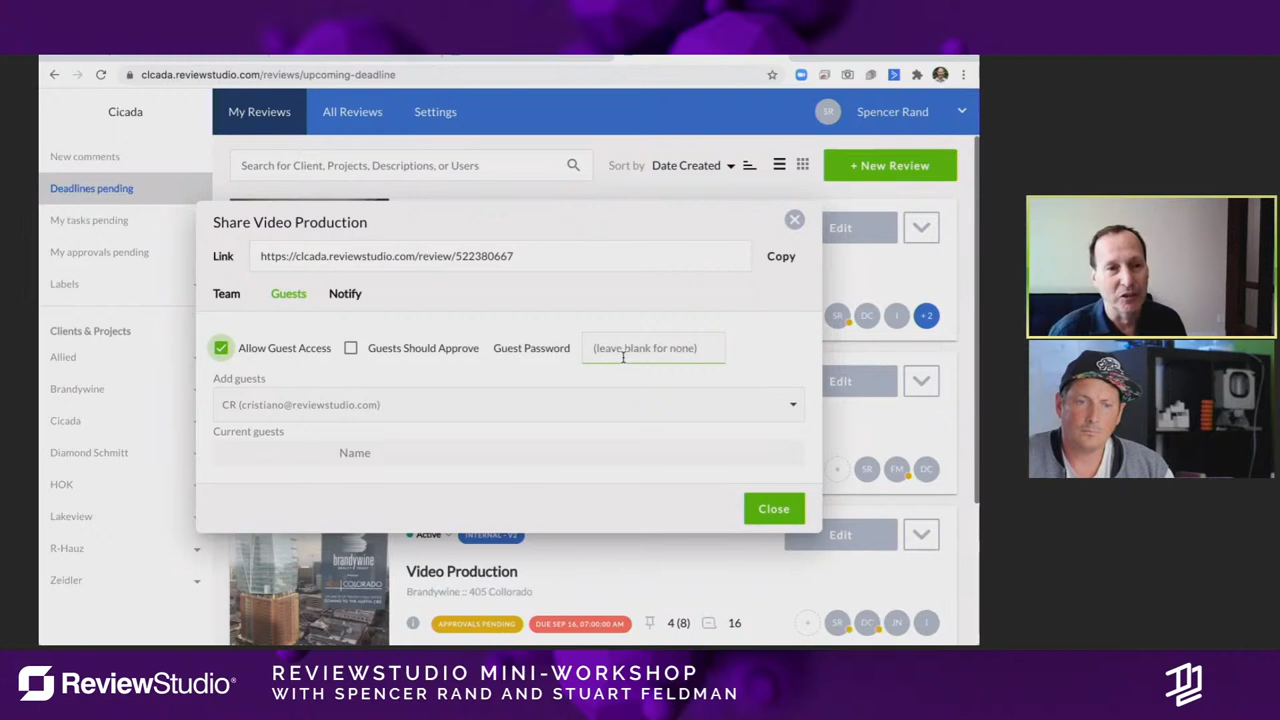 clcada.reviewstudio.com/reviews/upcoming-deadline
Cicada
My Reviews
All Reviews
Settings
SR
Spencer Rand
New comments
Deadlines pending
My tasks pending
My approvals pending
Labels
Clients & Projects
Allied
Brandywine
Cicada
Diamond Schmitt
HOK
Lakeview
R-Hauz
Zeidler
Search for Client, Projects, Descriptions, or Users
Sort by Date Created
+ New Review
Share Video Production
Link
https://clcada.reviewstudio.com/review/522380667
Copy
Team
Guests
Notify
Allow Guest Access
Guests Should Approve
Guest Password
(leave blank for none)
Add guests
CR (cristiano@reviewstudio.com)
Current guests
Name
Close
Edit
SR DC I +2
Edit
+ SR FM DC
Active
INTERNAL - V2
Edit
brandywine
COLORADO
Video Production
Brandywine :: 405 Collorado
APPROVALS PENDING
DUE SEP 16, 07:00:00 AM
4 (8)
16
+ SR DC JN I
ReviewStudio®
REVIEWSTUDIO MINI-WORKSHOP
WITH SPENCER RAND AND STUART FELDMAN